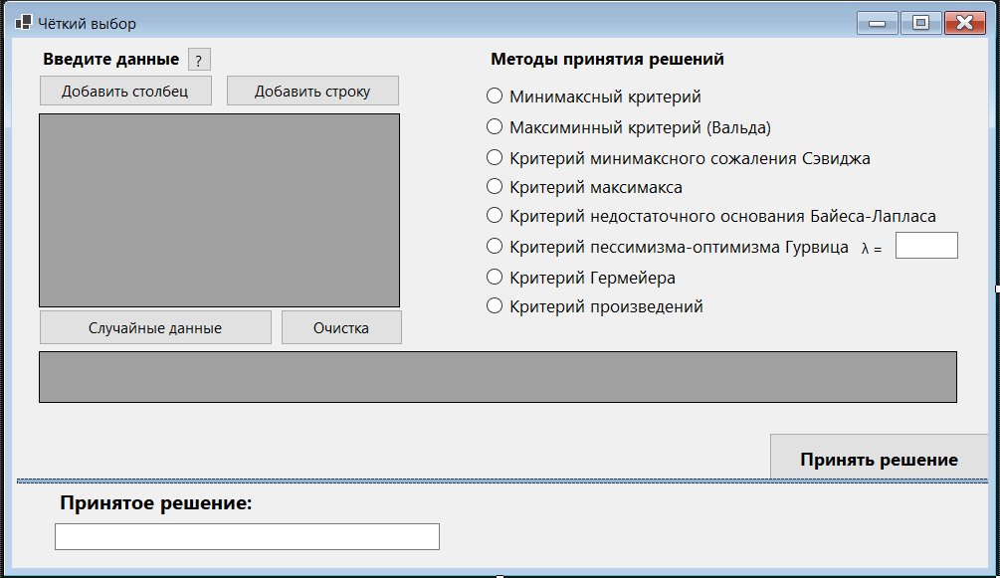 Чёткий выбор
Введите данные ?
Добавить столбец Добавить строку
Случайные данные Очистка
Методы принятия решений
Минимаксный критерий
Максиминный критерий (Вальда)
Критерий минимаксного сожаления Сэвиджа
Критерий максимакса
Критерий недостаточного основания Байеса-Лапласа
Критерий пессимизма-оптимизма Гурвица λ =
Критерий Гермейера
Критерий произведений
Принять решение
Принятое решение: